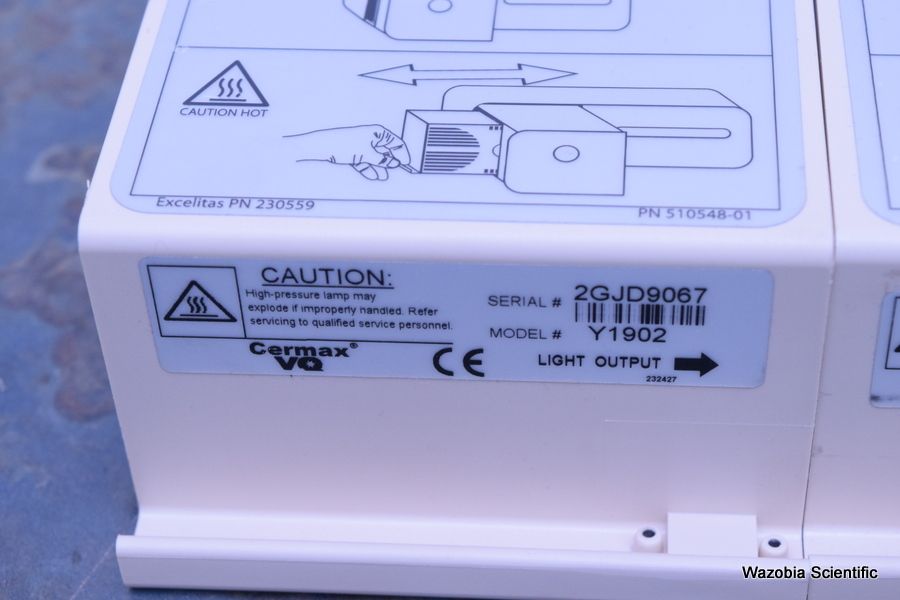 CAUTION HOT
Excelitas PN 230559
PN 510548-01
CAUTION:
High-pressure lamp may
explode if improperly handled. Refer
servicing to qualified service personnel.
Cermax®
VQ
CE
SERIAL # 2GJD9067
MODEL # Y1902
LIGHT OUTPUT
232427
Wazobia Scientific